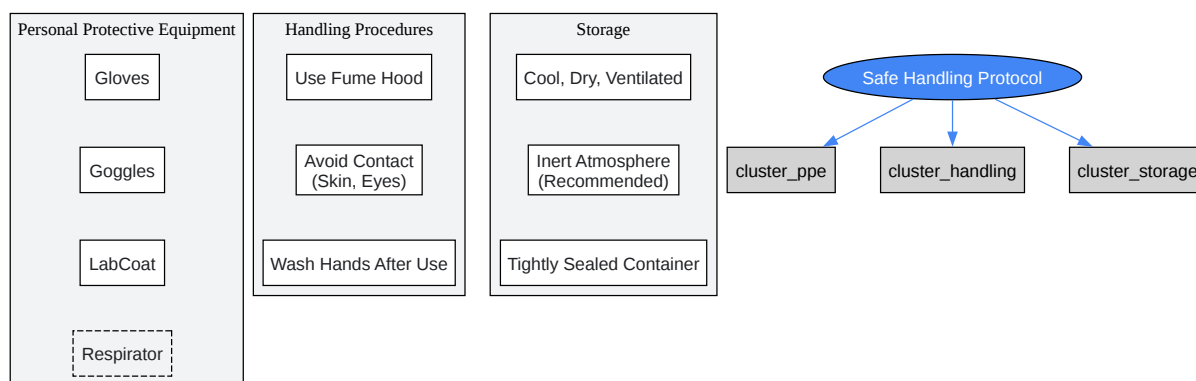 Personal Protective Equipment
Gloves
Goggles
LabCoat
Respirator
Handling Procedures
Use Fume Hood
Avoid Contact
(Skin, Eyes)
Wash Hands After Use
Storage
Cool, Dry, Ventilated
Inert Atmosphere
(Recommended)
Tightly Sealed Container
Safe Handling Protocol
cluster_ppe
cluster_handling
cluster_storage